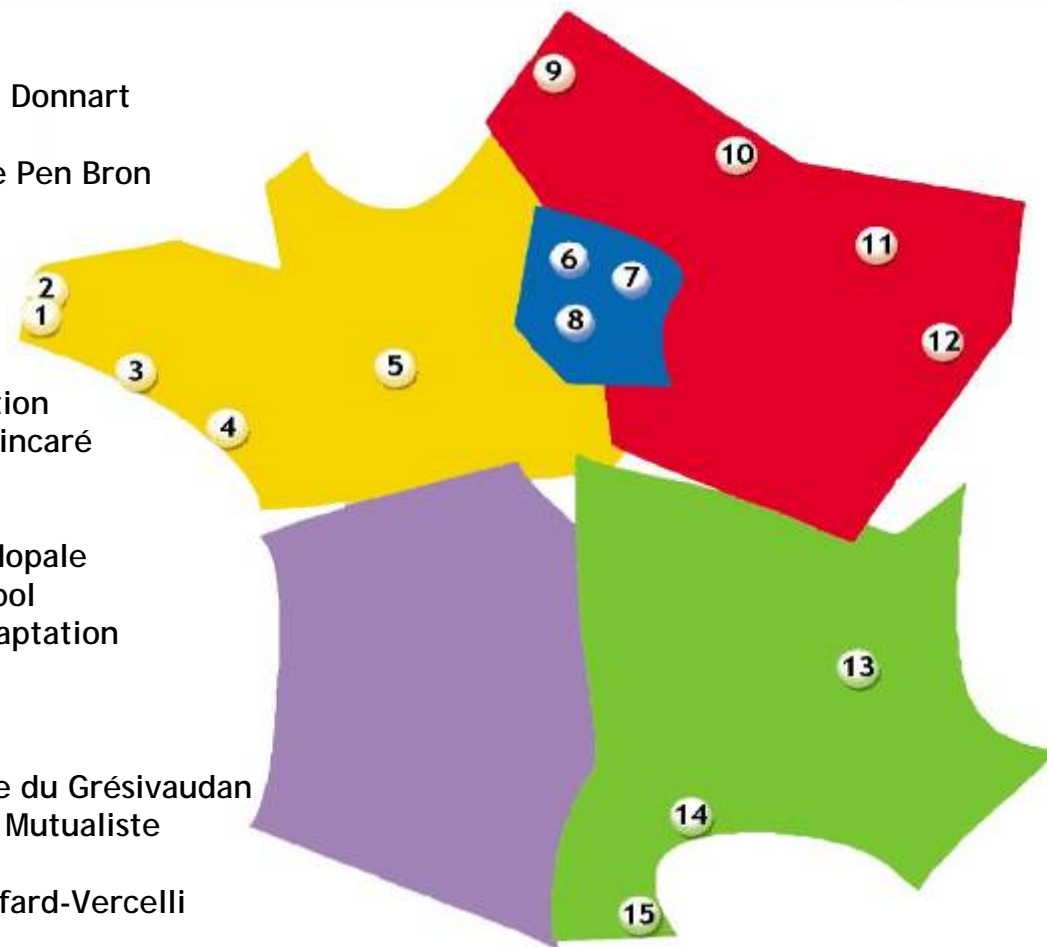 Donnart
e Pen Bron
tion
incaré
lopale
ool
aptation
e du Grésivaudan
Mutualiste
fard-Vercelli
9
10
11
6
7
2
1
8
12
3
5
4
13
14
15